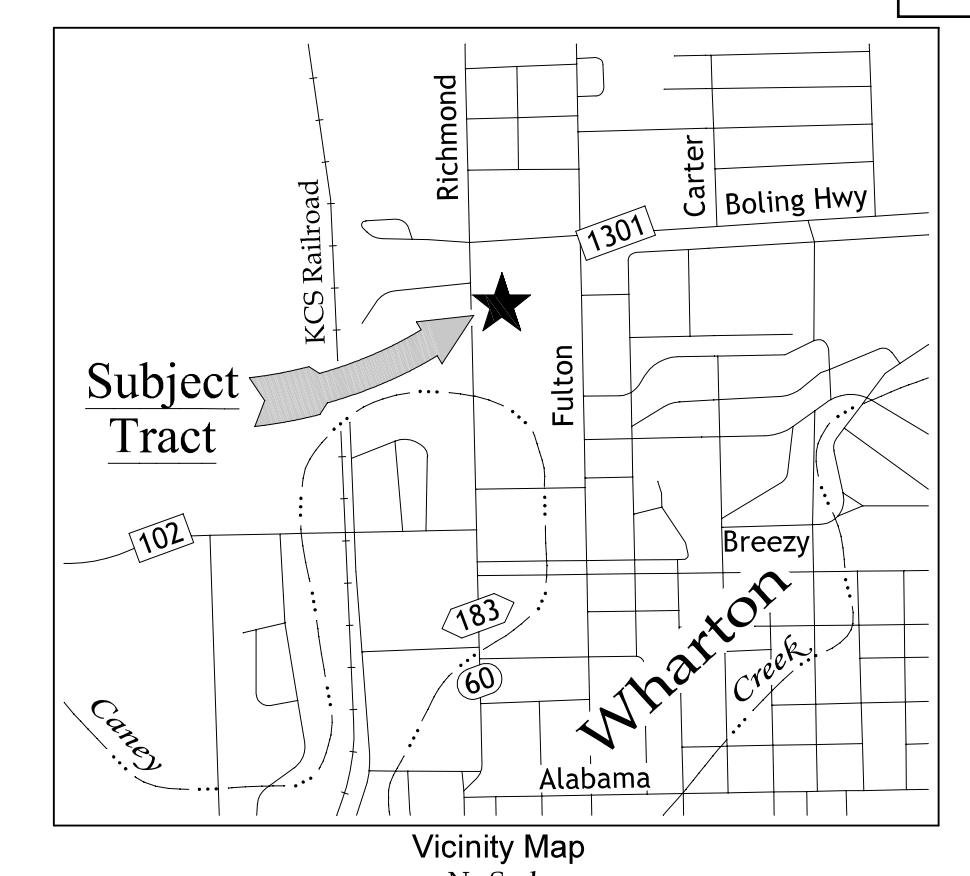 Richmond
Carter
Boling Hwy
KCS Railroad
1301
Subject
Tract
Fulton
102
Breezy
183
Wharton
60
Creek
Caney
Alabama
Vicinity Map